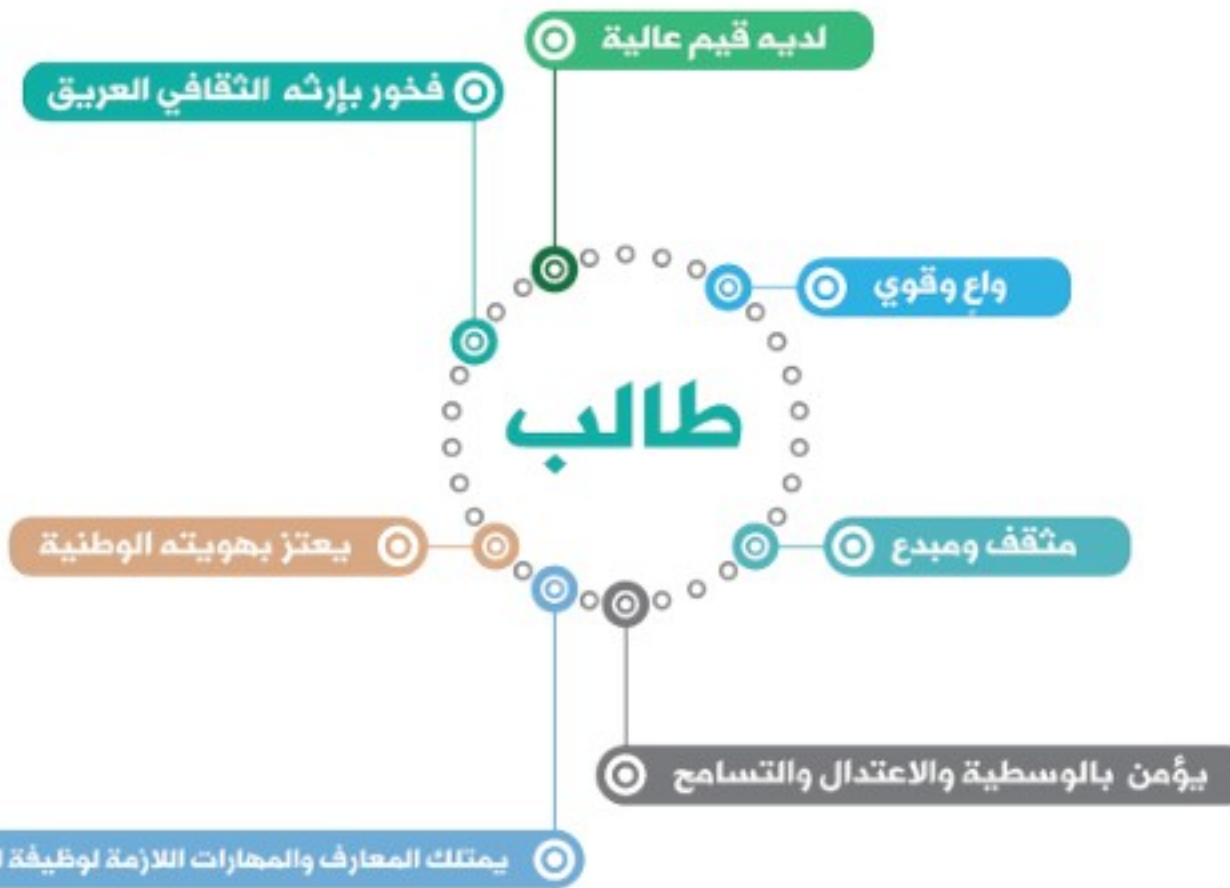 لديه قيم عالية
فخور بإرثه الثقافي العريق
واعٍ وقوي
طالب
مثقف ومبدع
يعتز بهويته الوطنية
يؤمن بالوسطية والاعتدال والتسامح
يمتلك المعارف والمهارات اللازمة لوظيفة